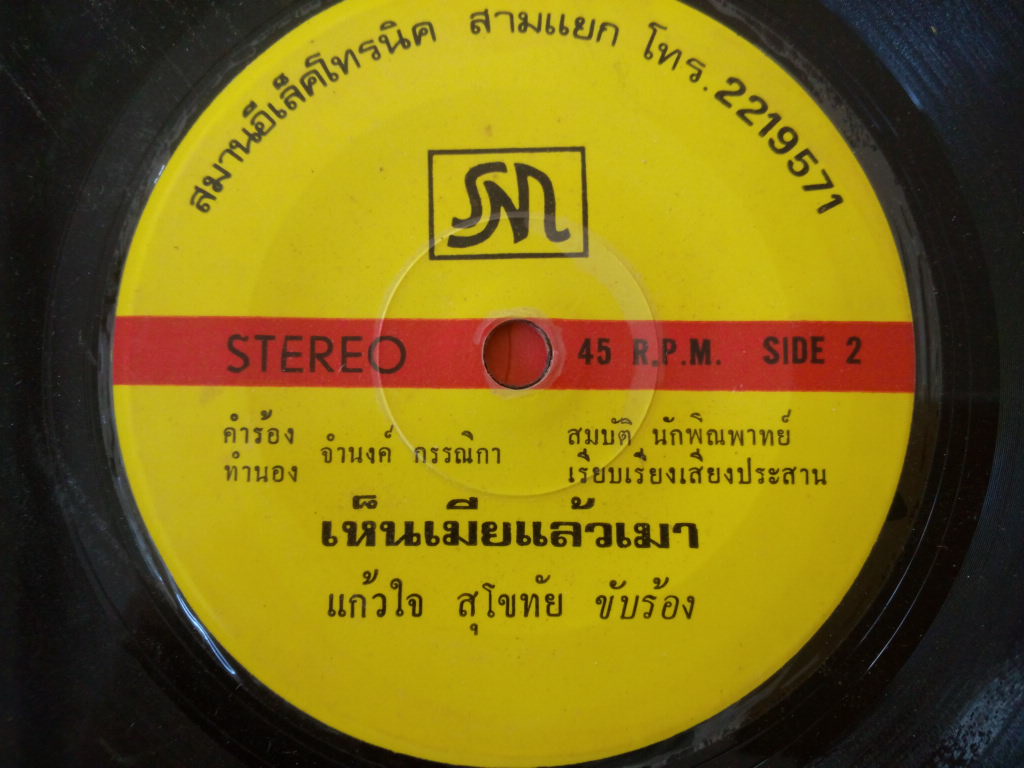 สมานอีเล็คโทรนิค สามแยก โทร.2219571
SM
STEREO 45 R.P.M. SIDE 2
คำร้อง
ทำนอง จำนงค์ กรรณิกา
สมบัติ นักพิณพาทย์
เรียบเรียงเสียงประสาน
เห็นเมียแล้วเมา
แก้วใจ สุโขทัย ขับร้อง